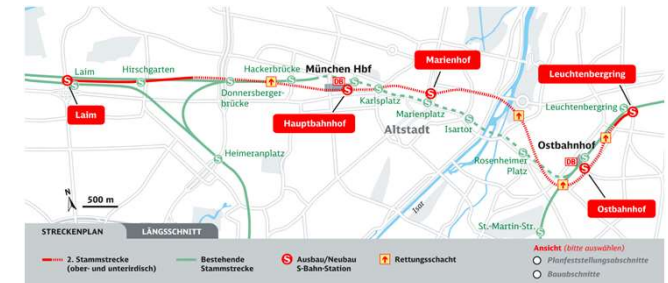 Laim
Hirschgarten
Donnersberger-
brücke
Hackerbrücke
München Hbf
DB
Hauptbahnhof
Karlsplatz
Marienhof
Marienplatz
Altstadt
Isartor
Rosenheimer
Platz
Leuchtenbergring
Leuchtenbergring
Ostbahnhof
DB
Ostbahnhof
St.-Martin-Str.
Heimeranplatz
Laim
Isar
N
500 m
STRECKENPLAN
LÄNGSSCHNITT
2. Stammstrecke
(ober- und unterirdisch)
Bestehende
Stammstrecke
S
Ausbau/Neubau
S-Bahn-Station
Rettungsschacht
Ansicht (bitte auswählen)
Planfeststellungsabschnitte
Bauabschnitte